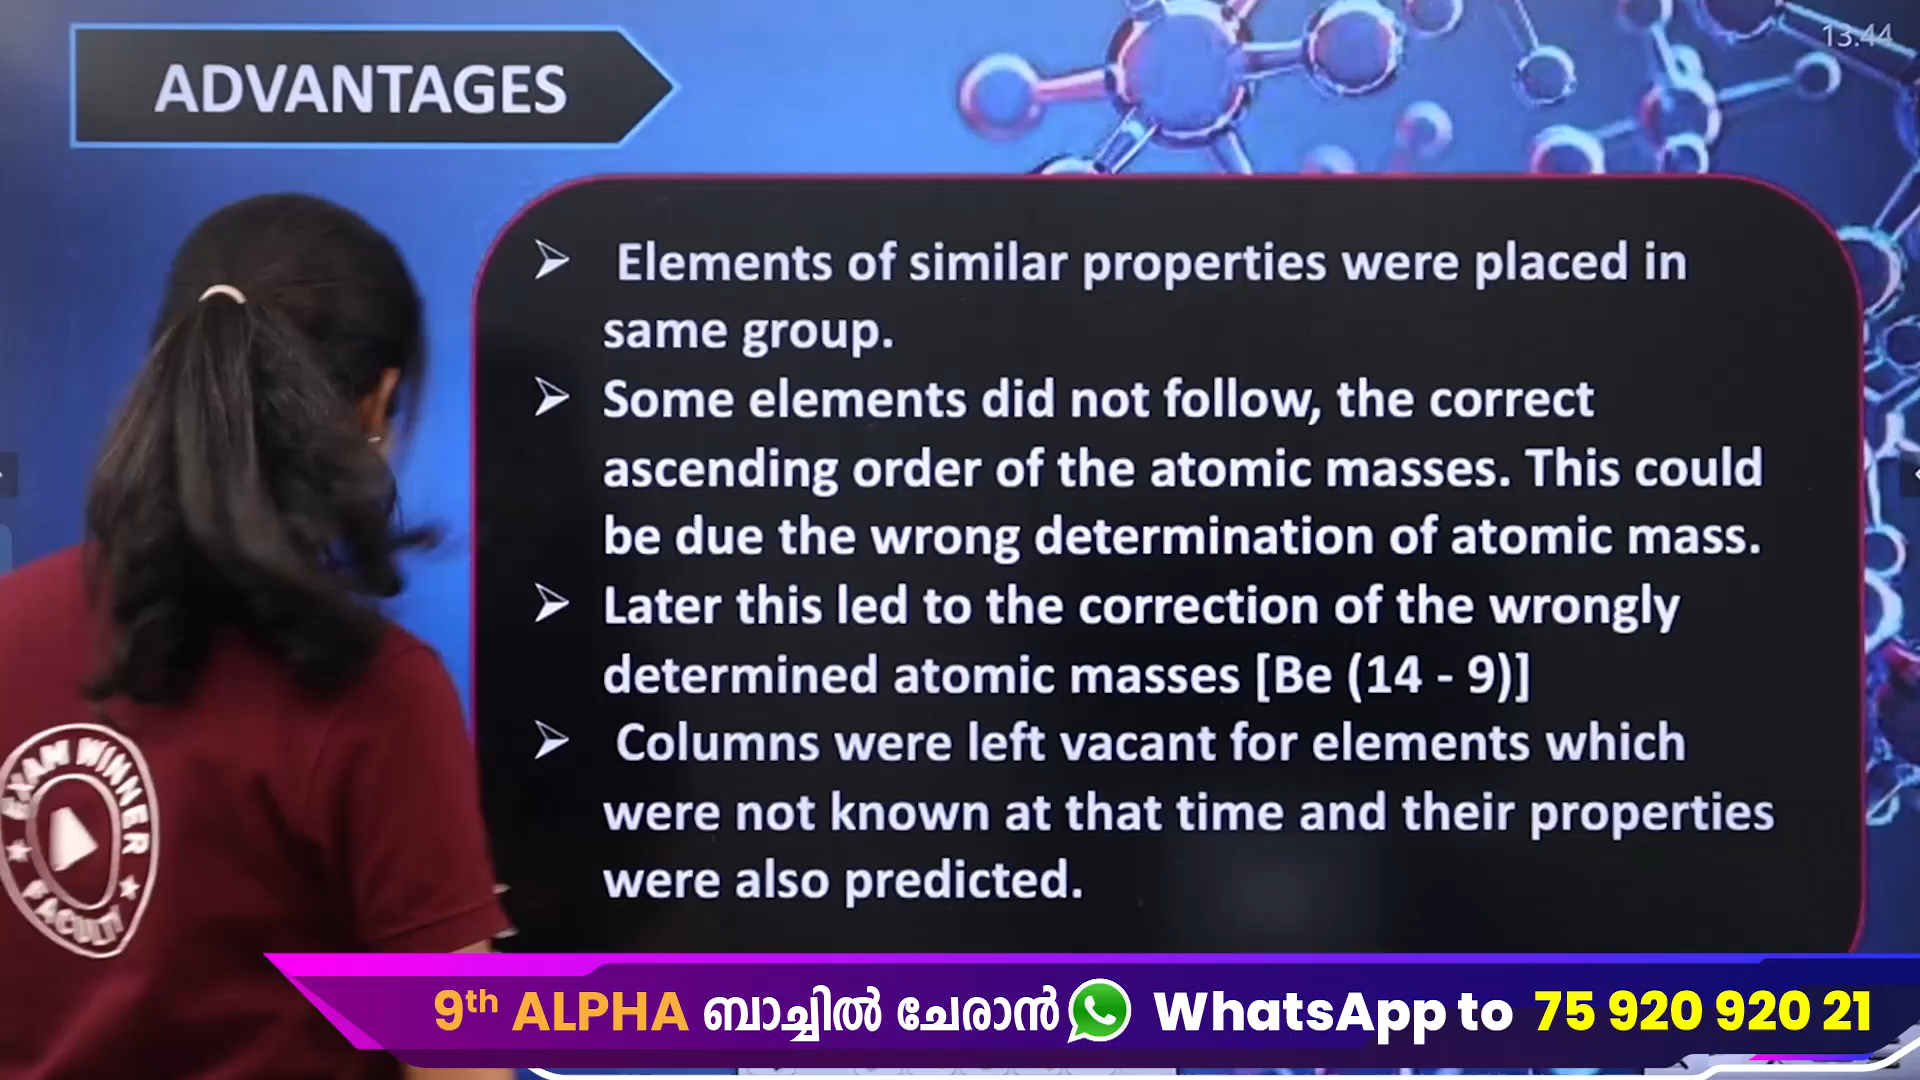 13.44
ADVANTAGES
Elements of similar properties were placed in
same group.
Some elements did not follow, the correct
ascending order of the atomic masses. This could
be due the wrong determination of atomic mass.
Later this led to the correction of the wrongly
determined atomic masses [Be (14 - 9)]
Columns were left vacant for elements which
were not known at that time and their properties
were also predicted.
EXAM WINNER
FACULTY
9th ALPHA ബാച്ചിൽ ചേരാൻ WhatsApp to 75 920 920 21